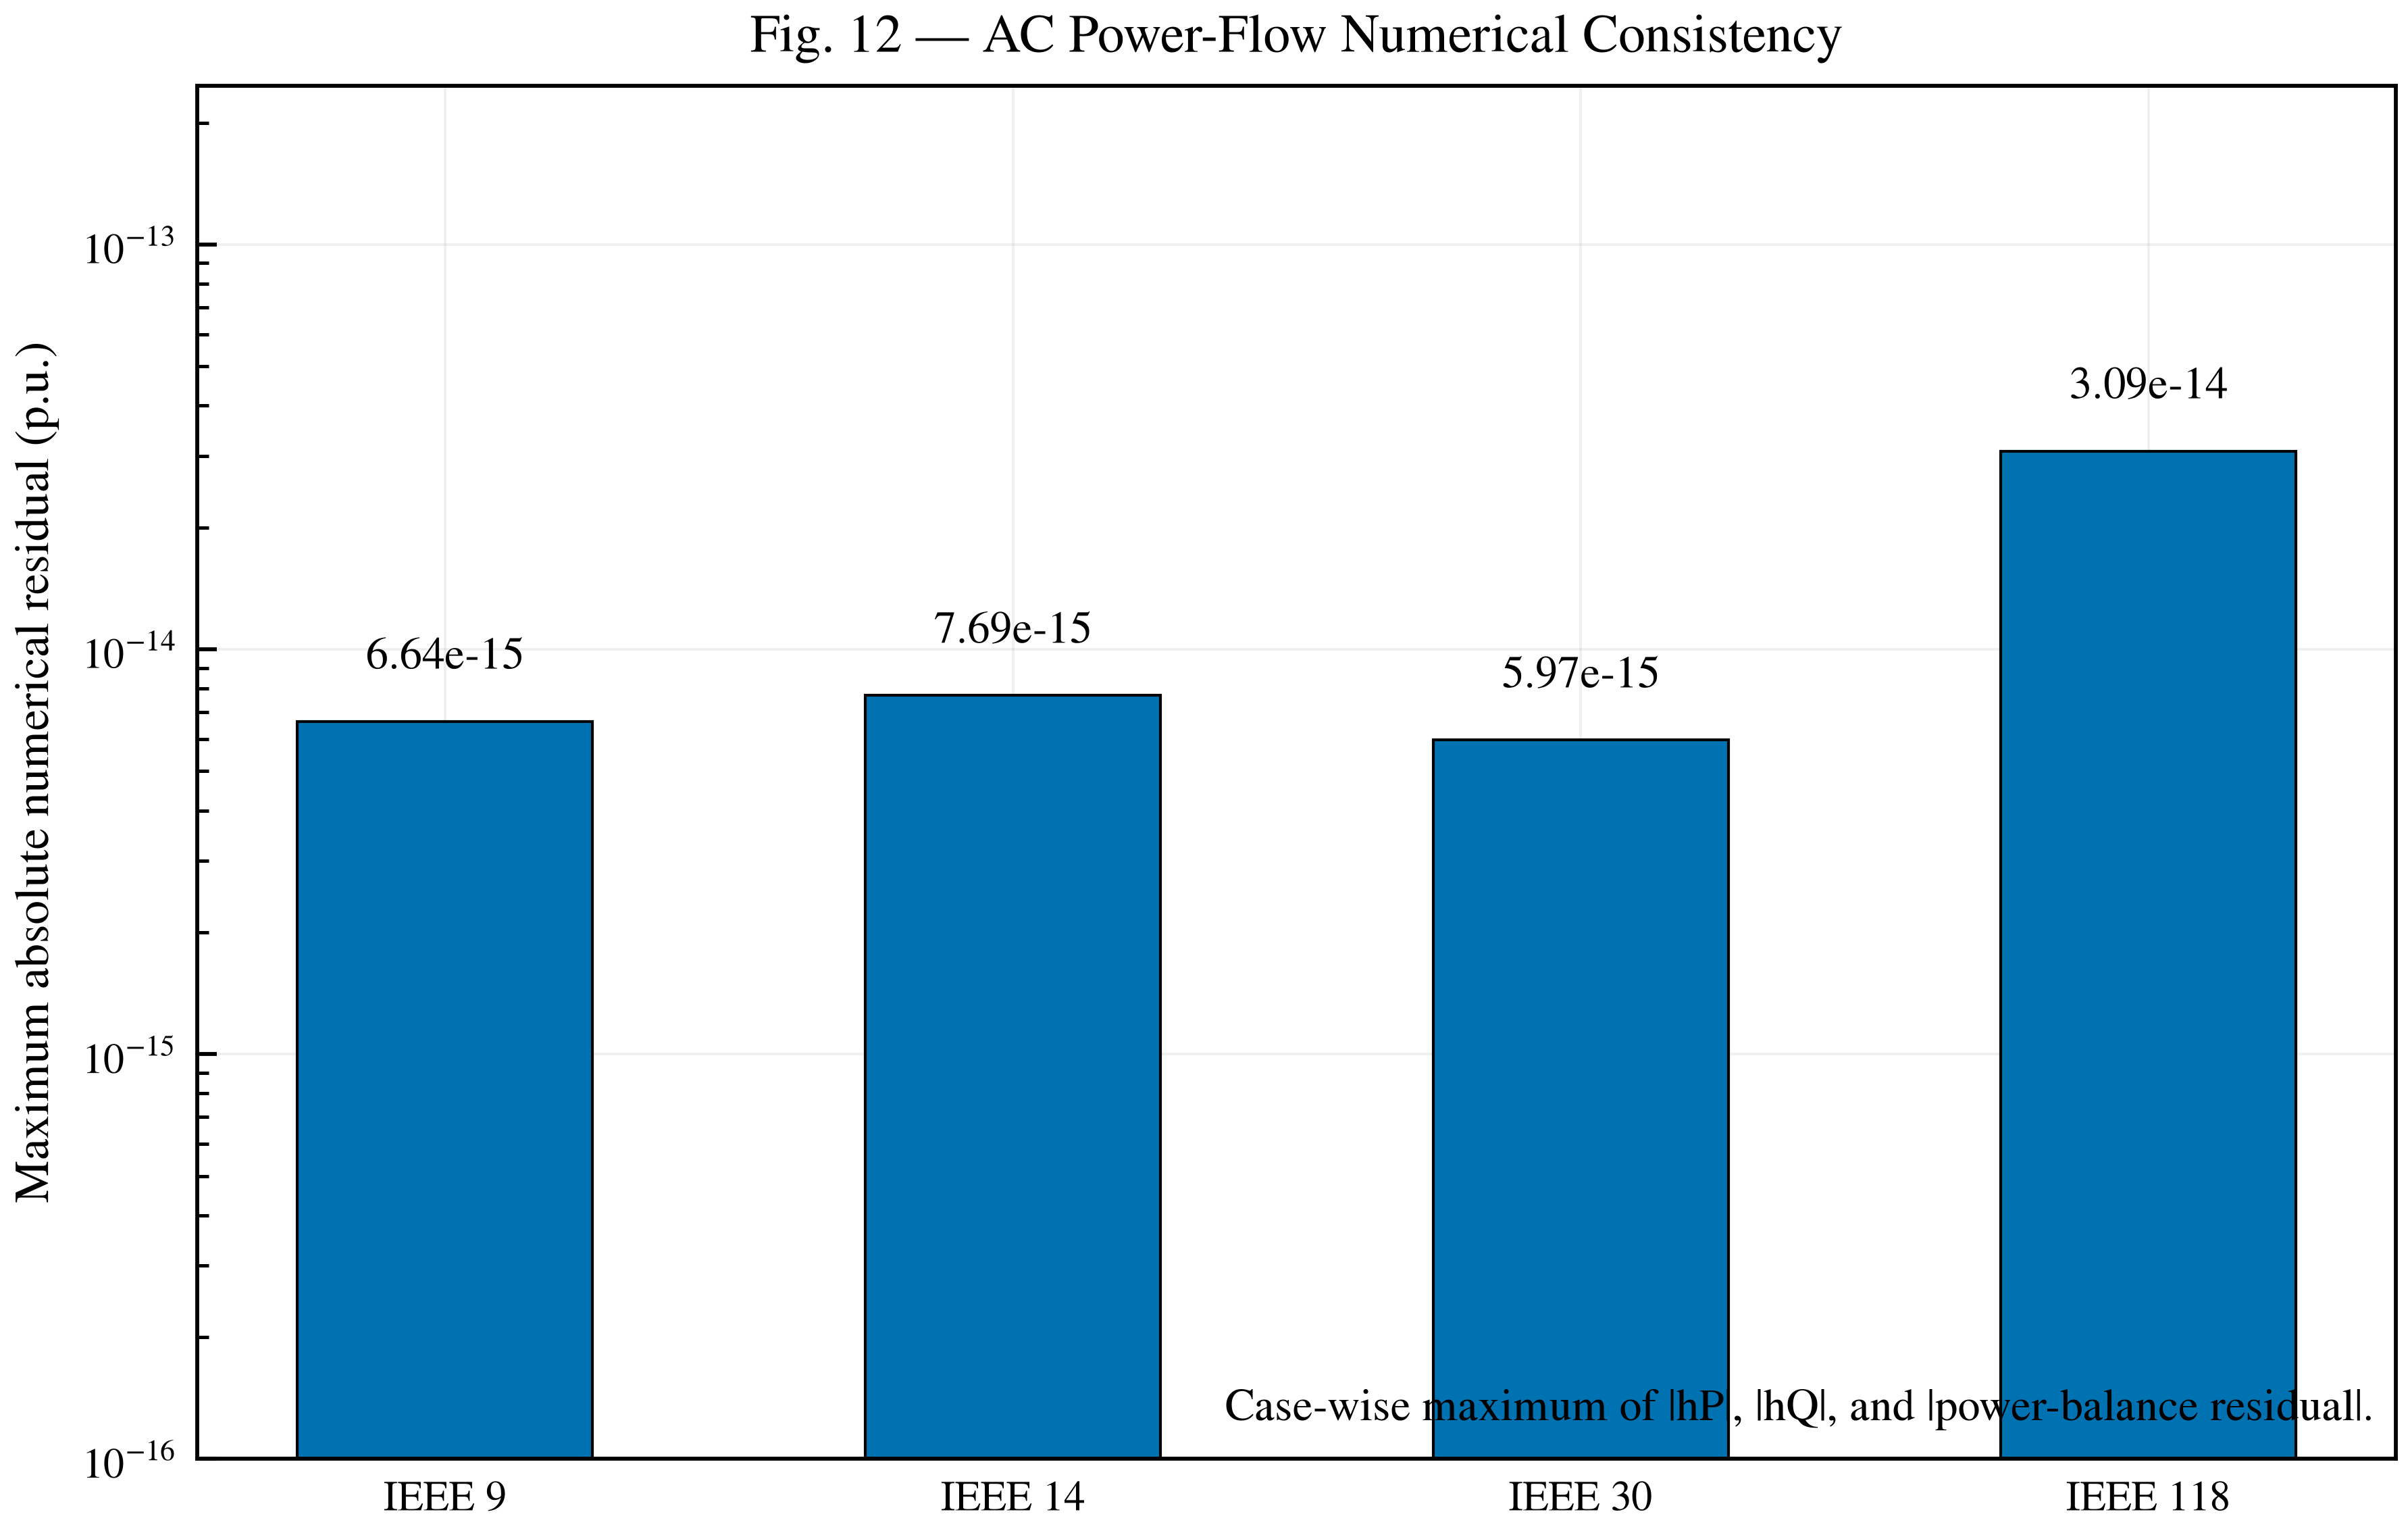 Fig. 12 — AC Power-Flow Numerical Consistency
Maximum absolute numerical residual (p.u.)
10⁻¹³
10⁻¹⁴
10⁻¹⁵
10⁻¹⁶
6.64e-15
7.69e-15
5.97e-15
3.09e-14
Case-wise maximum of |hP|, |hQ|, and |power-balance residual|.
IEEE 9
IEEE 14
IEEE 30
IEEE 118